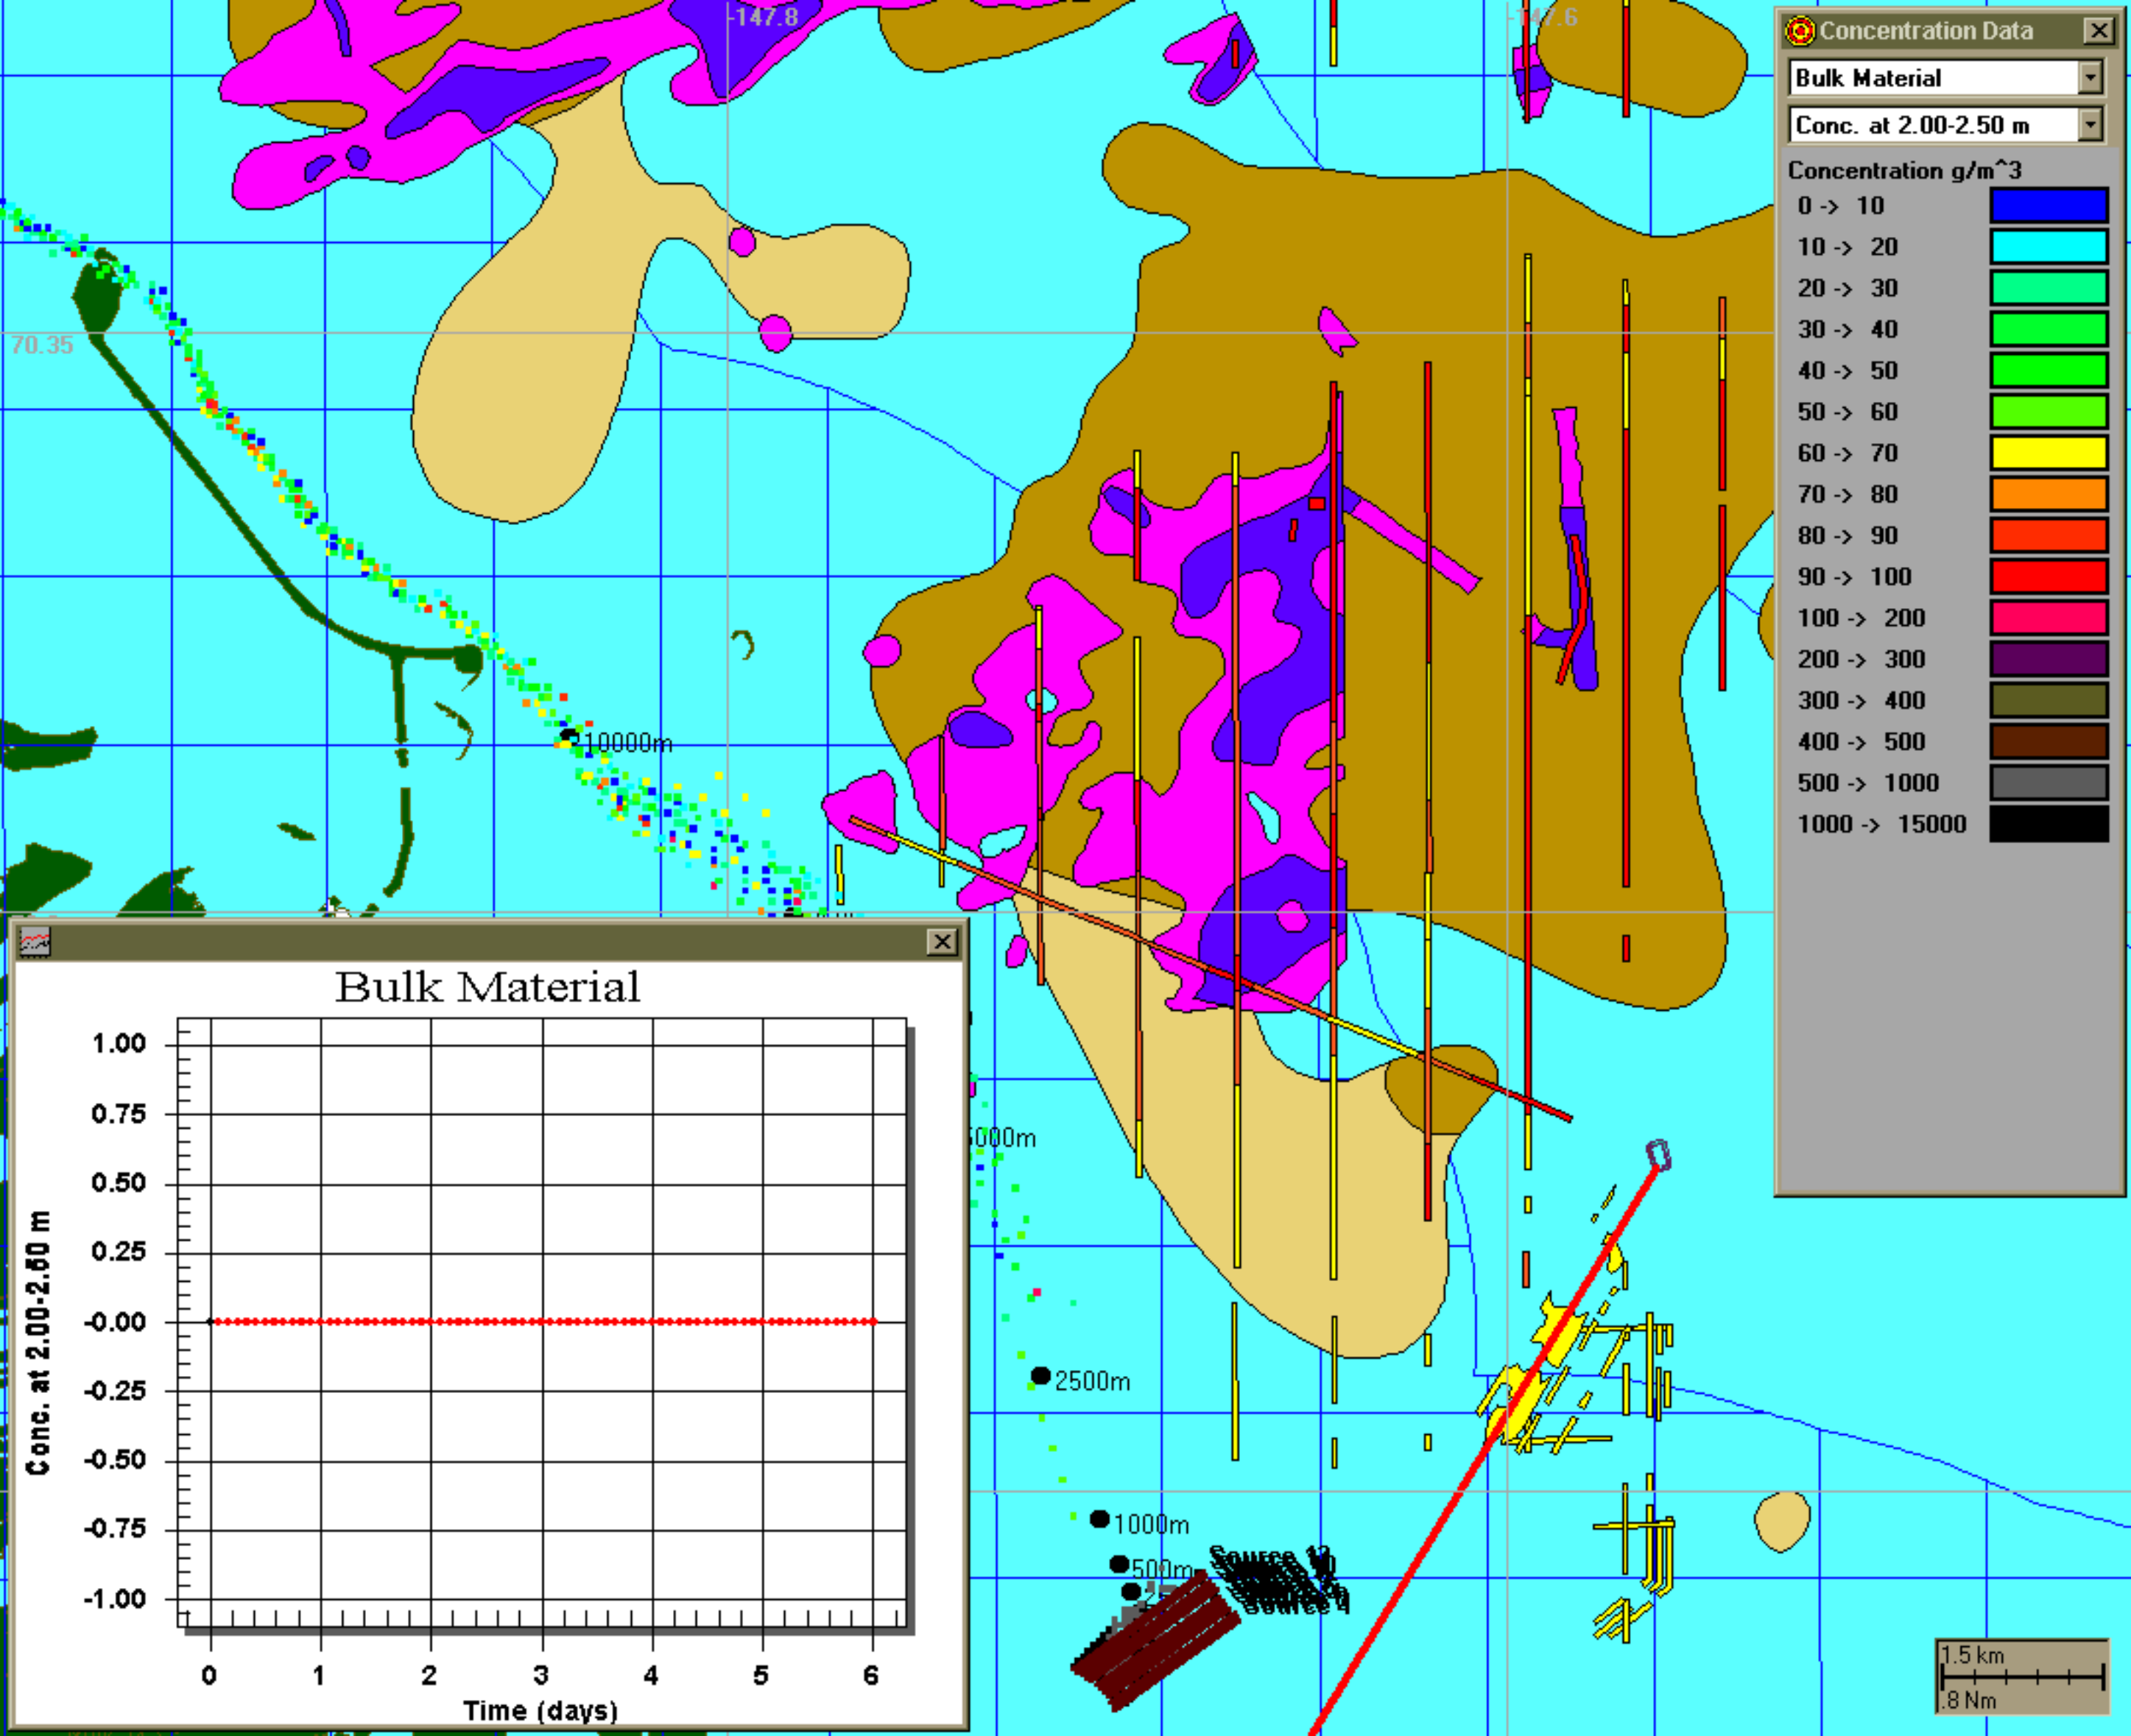 -147.8
-147.6
70.35
10000m
5000m
2500m
1000m
500m
Source 4
Concentration Data
Bulk Material
Conc. at 2.00-2.50 m
Concentration g/m^3
0 -> 10
10 -> 20
20 -> 30
30 -> 40
40 -> 50
50 -> 60
60 -> 70
70 -> 80
80 -> 90
90 -> 100
100 -> 200
200 -> 300
300 -> 400
400 -> 500
500 -> 1000
1000 -> 15000
Bulk Material
1.00
0.75
0.50
0.25
-0.00
-0.25
-0.50
-0.75
-1.00
Conc. at 2.00-2.50 m
0 1 2 3 4 5 6
Time (days)
1.5 km
.8 Nm